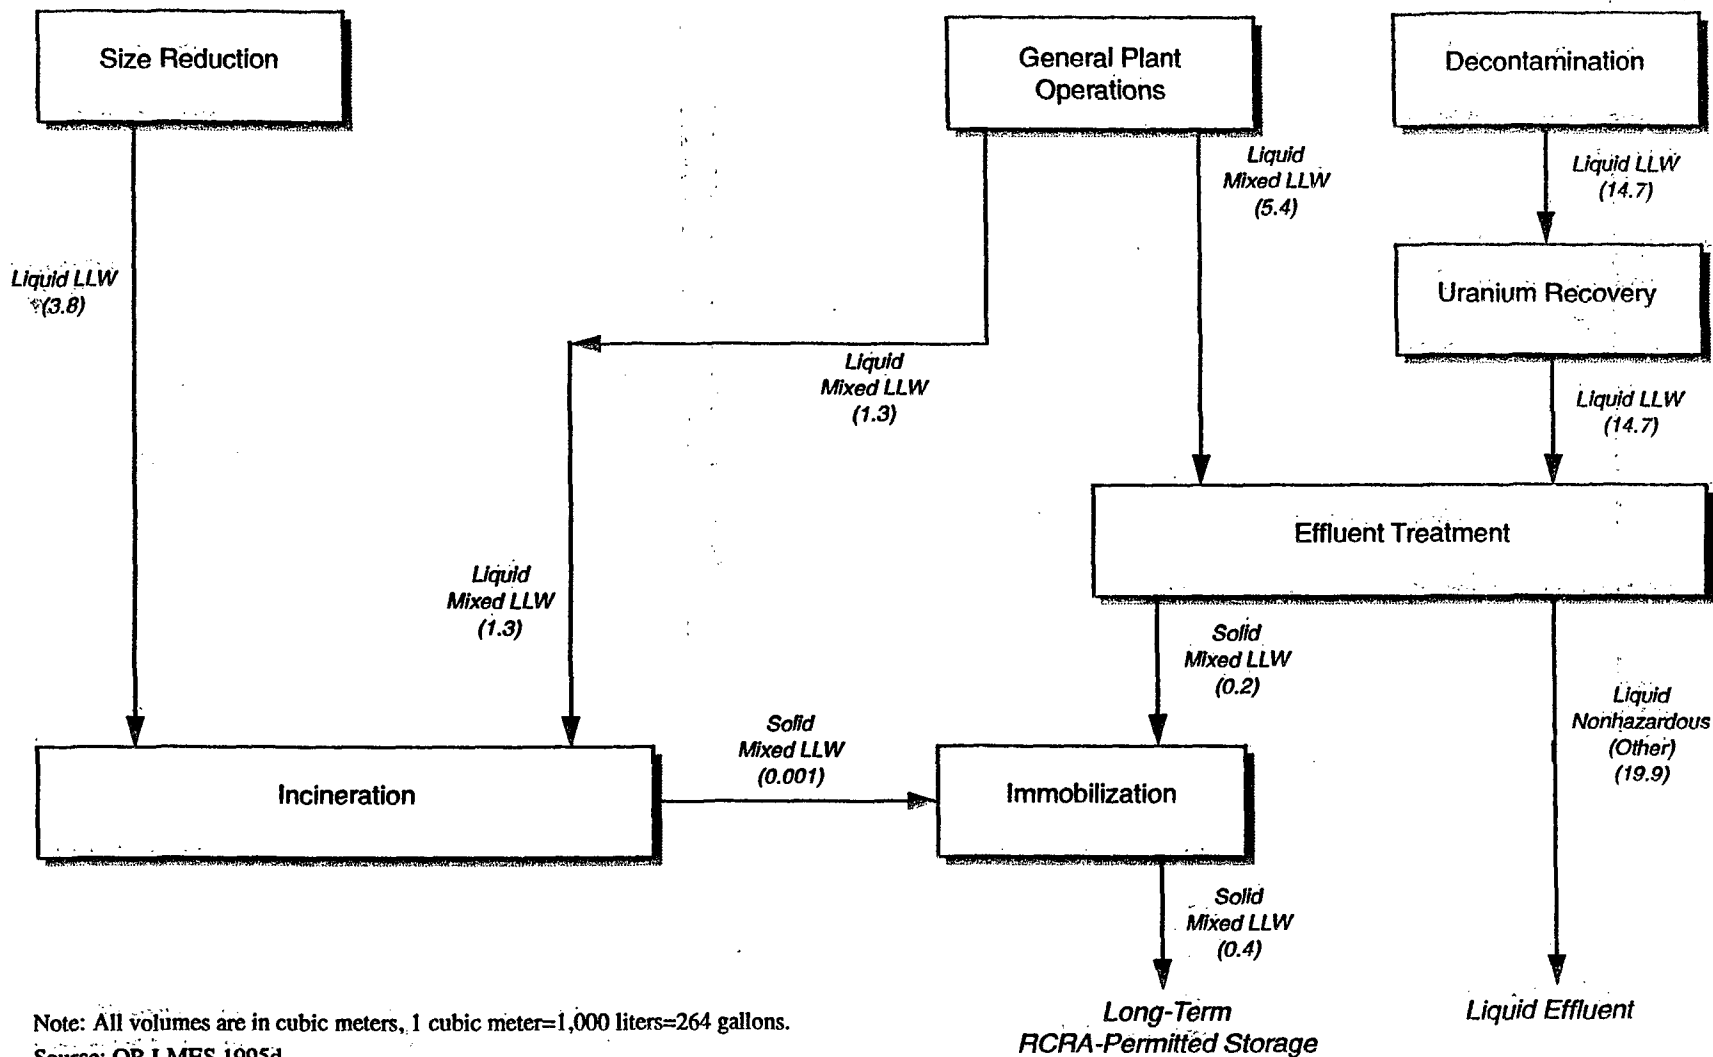 Size Reduction
General Plant
Operations
Decontamination
Liquid
Mixed LLW
(5.4)
Liquid LLW
(14.7)
Liquid LLW
(3.8)
Uranium Recovery
Liquid
Mixed LLW
(1.3)
Liquid LLW
(14.7)
Effluent Treatment
Liquid
Mixed LLW
(1.3)
Solid
Mixed LLW
(0.2)
Liquid
Nonhazardous
(Other)
(19.9)
Solid
Mixed LLW
(0.001)
Incineration
Immobilization
Solid
Mixed LLW
(0.4)
Long-Term
RCRA-Permitted Storage
Liquid Effluent
Note: All volumes are in cubic meters, 1 cubic meter=1,000 liters=264 gallons.
Source: OR LMES 1995d